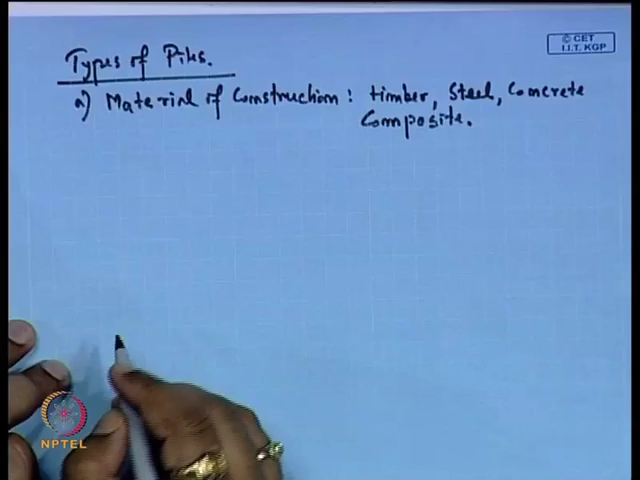 Types of Piles.
© CET
I.I.T. KGP
a) Material of Construction : timber, Steel, Concrete
Composite.
NPTEL